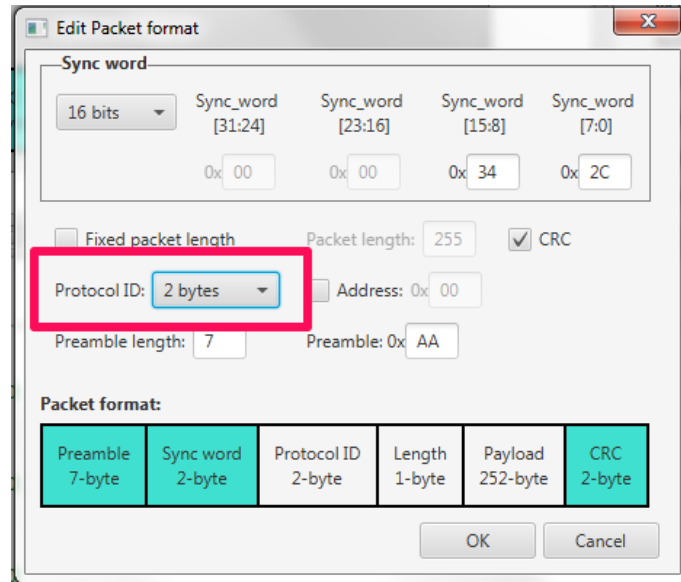 Edit Packet format
Sync word
16 bits
Sync_word Sync_word Sync_word Sync_word
[31:24] [23:16] [15:8] [7:0]
0x 00 0x 00 0x 34 0x 2C
Fixed packet length Packet length: 255 CRC
Protocol ID: 2 bytes Address: 0x 00
Preamble length: 7 Preamble: 0x AA
Packet format:
Preamble Sync word Protocol ID Length Payload CRC
7-byte 2-byte 2-byte 1-byte 252-byte 2-byte
OK Cancel